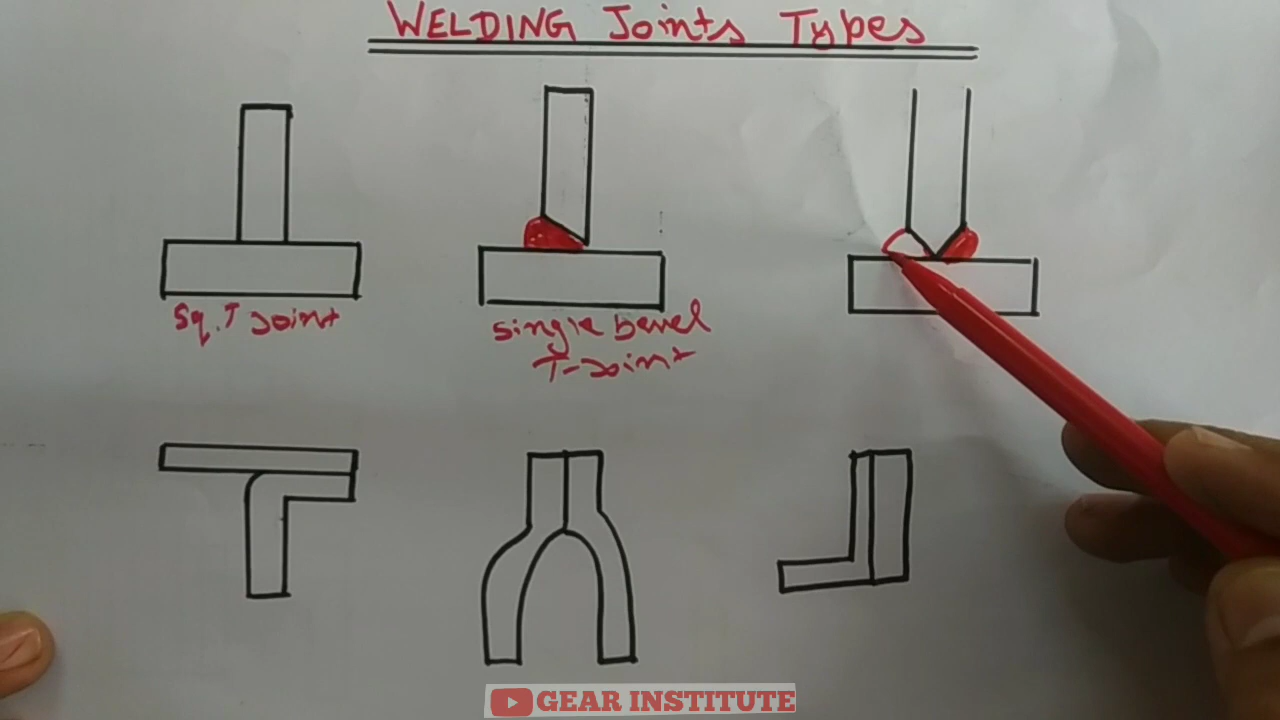 WELDING Joints Types
Sq. T Joint
Single bevel
T-Joint
GEAR INSTITUTE